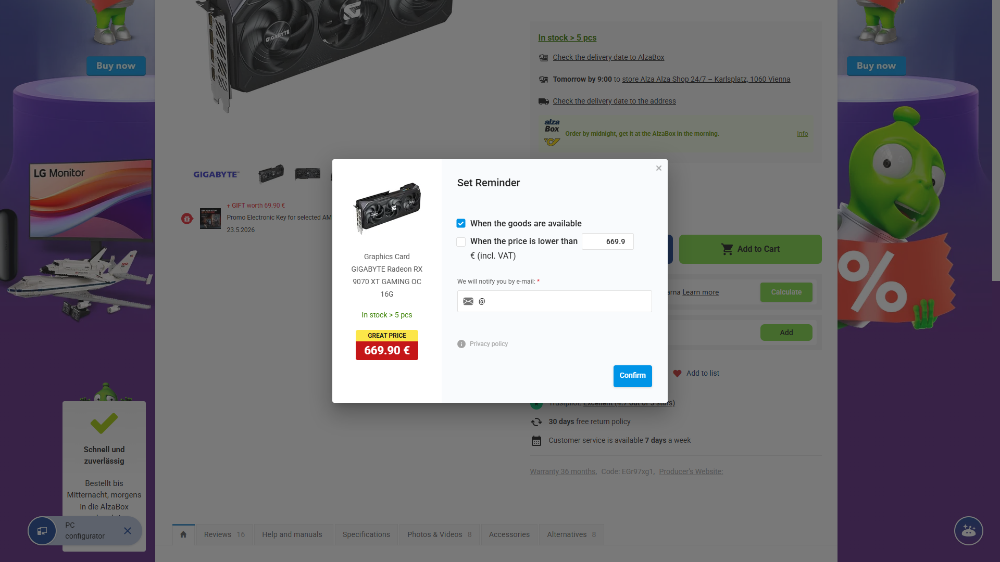 Buy now
Buy now
GIGABYTE
In stock > 5 pcs
Check the delivery date to AlzaBox
Tomorrow by 9:00 to store Alza Alza Shop 24/7 – Karlsplatz, 1060 Vienna
Check the delivery date to the address
alza
Box
Order by midnight, get it at the AlzaBox in the morning.
Info
LG Monitor
GIGABYTE™
+ GIFT worth 69.90 €
Promo Electronic Key for selected AM
23.5.2026
Set Reminder
When the goods are available
When the price is lower than 669.9
€ (incl. VAT)
We will notify you by e-mail: *
@
Privacy policy
Confirm
Graphics Card
GIGABYTE Radeon RX
9070 XT GAMING OC
16G
In stock > 5 pcs
GREAT PRICE
669.90 €
Add to Cart
arna Learn more
Calculate
Add
Add to list
Trustpilot: Excellent (4.7 out of 5 stars)
30 days free return policy
Customer service is available 7 days a week
Warranty 36 months, Code: EGr97xg1, Producer's Website:
%
Schnell und
zuverlässig
Bestellt bis
Mitternacht, morgens
in die AlzaBox
PC
configurator
Reviews 16
Help and manuals
Specifications
Photos & Videos 8
Accessories
Alternatives 8